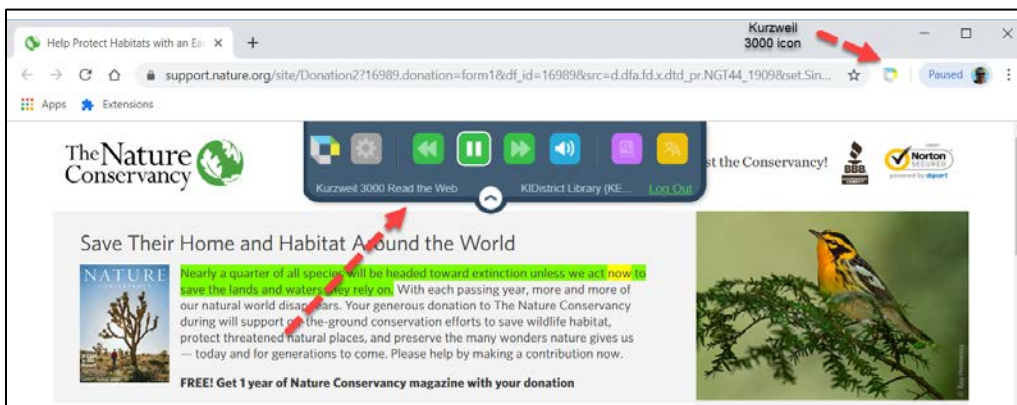 Kurzweil
3000 icon
Help Protect Habitats with an Ea
support.nature.org/site/Donation2?16989.donation=form1&df_id=16989&src=d.dfa.fd.x.dtd_pr.NGT44_1909&set.Sin...
Paused
Apps
Extensions
The Nature
Conservancy
Kurzweil 3000 Read the Web
KIDistrict Library (KE...
Log Out
st the Conservancy!
BBB
Norton
SECURED
powered by digicert
Save Their Home and Habitat Around the World
NATURE
CONSERVANCY
Nearly a quarter of all species will be headed toward extinction unless we act now to
save the lands and waters they rely on. With each passing year, more and more of
our natural world disappears. Your generous donation to The Nature Conservancy
during will support on-the-ground conservation efforts to save wildlife habitat,
protect threatened natural places, and preserve the many wonders nature gives us
— today and for generations to come. Please help by making a contribution now.
FREE! Get 1 year of Nature Conservancy magazine with your donation